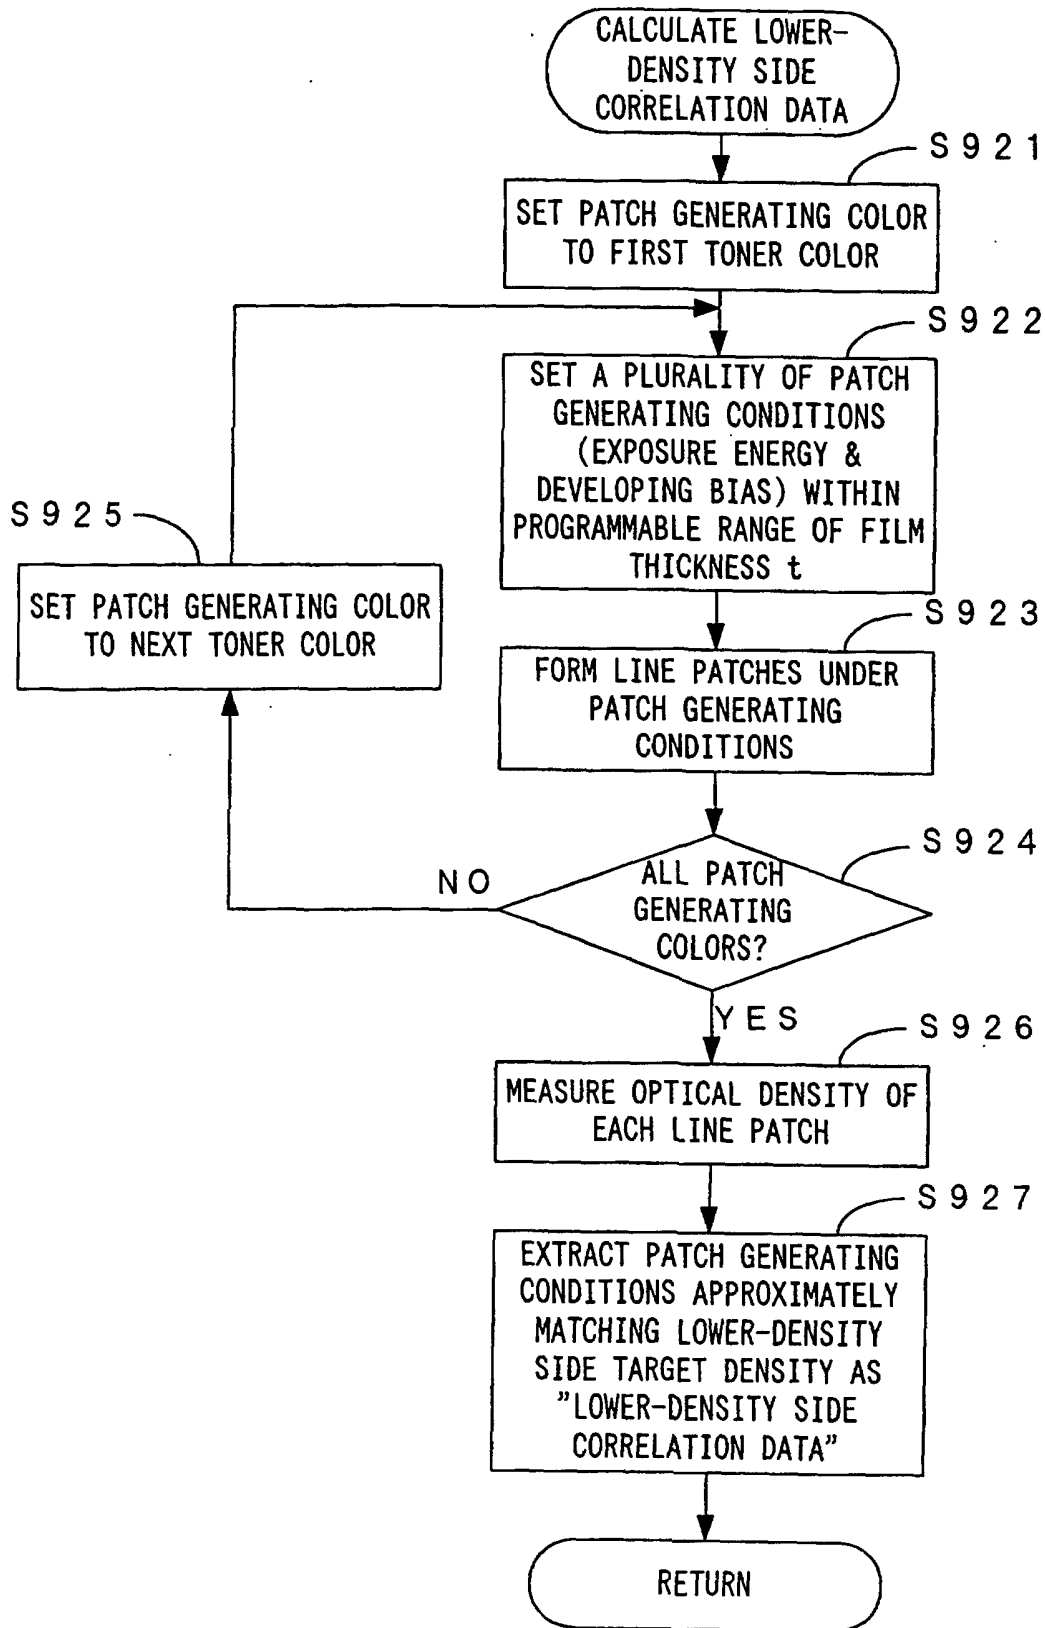 CALCULATE LOWER-
DENSITY SIDE
CORRELATION DATA
S921
SET PATCH GENERATING COLOR
TO FIRST TONER COLOR
S922
SET A PLURALITY OF PATCH
GENERATING CONDITIONS
(EXPOSURE ENERGY &
DEVELOPING BIAS) WITHIN
PROGRAMMABLE RANGE OF FILM
THICKNESS t
S925
SET PATCH GENERATING COLOR
TO NEXT TONER COLOR
S923
FORM LINE PATCHES UNDER
PATCH GENERATING
CONDITIONS
S924
ALL PATCH
GENERATING
COLORS?
NO
YES
S926
MEASURE OPTICAL DENSITY OF
EACH LINE PATCH
S927
EXTRACT PATCH GENERATING
CONDITIONS APPROXIMATELY
MATCHING LOWER-DENSITY
SIDE TARGET DENSITY AS
"LOWER-DENSITY SIDE
CORRELATION DATA"
RETURN